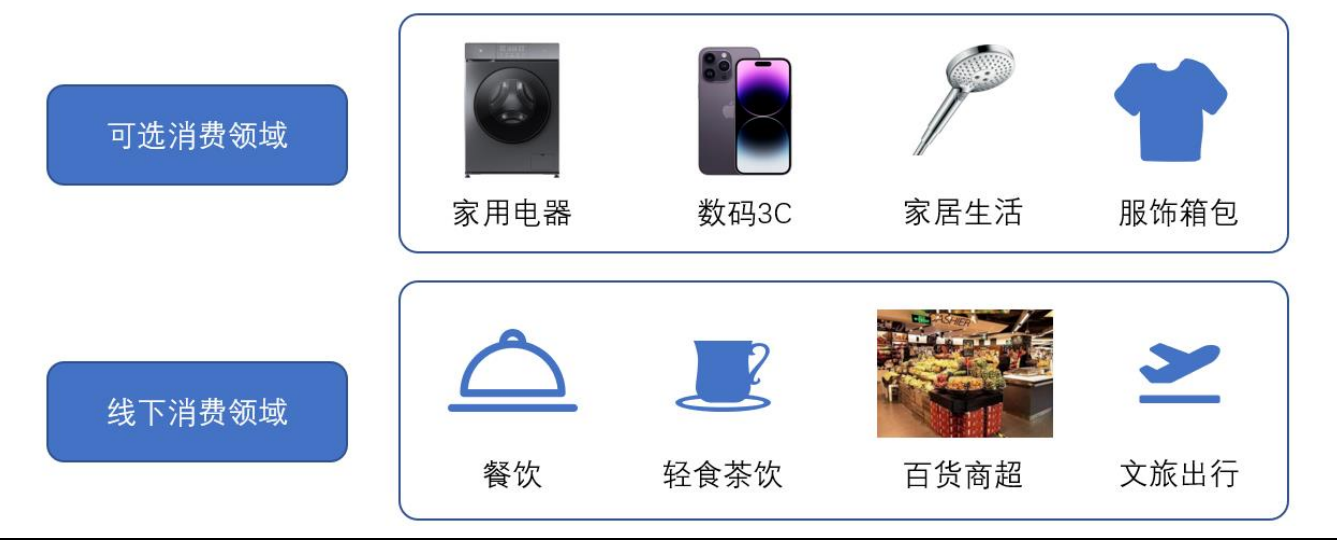 可选消费领域
家用电器
数码3C
家居生活
服饰箱包
CASHIER
线下消费领域
餐饮
轻食茶饮
百货商超
文旅出行